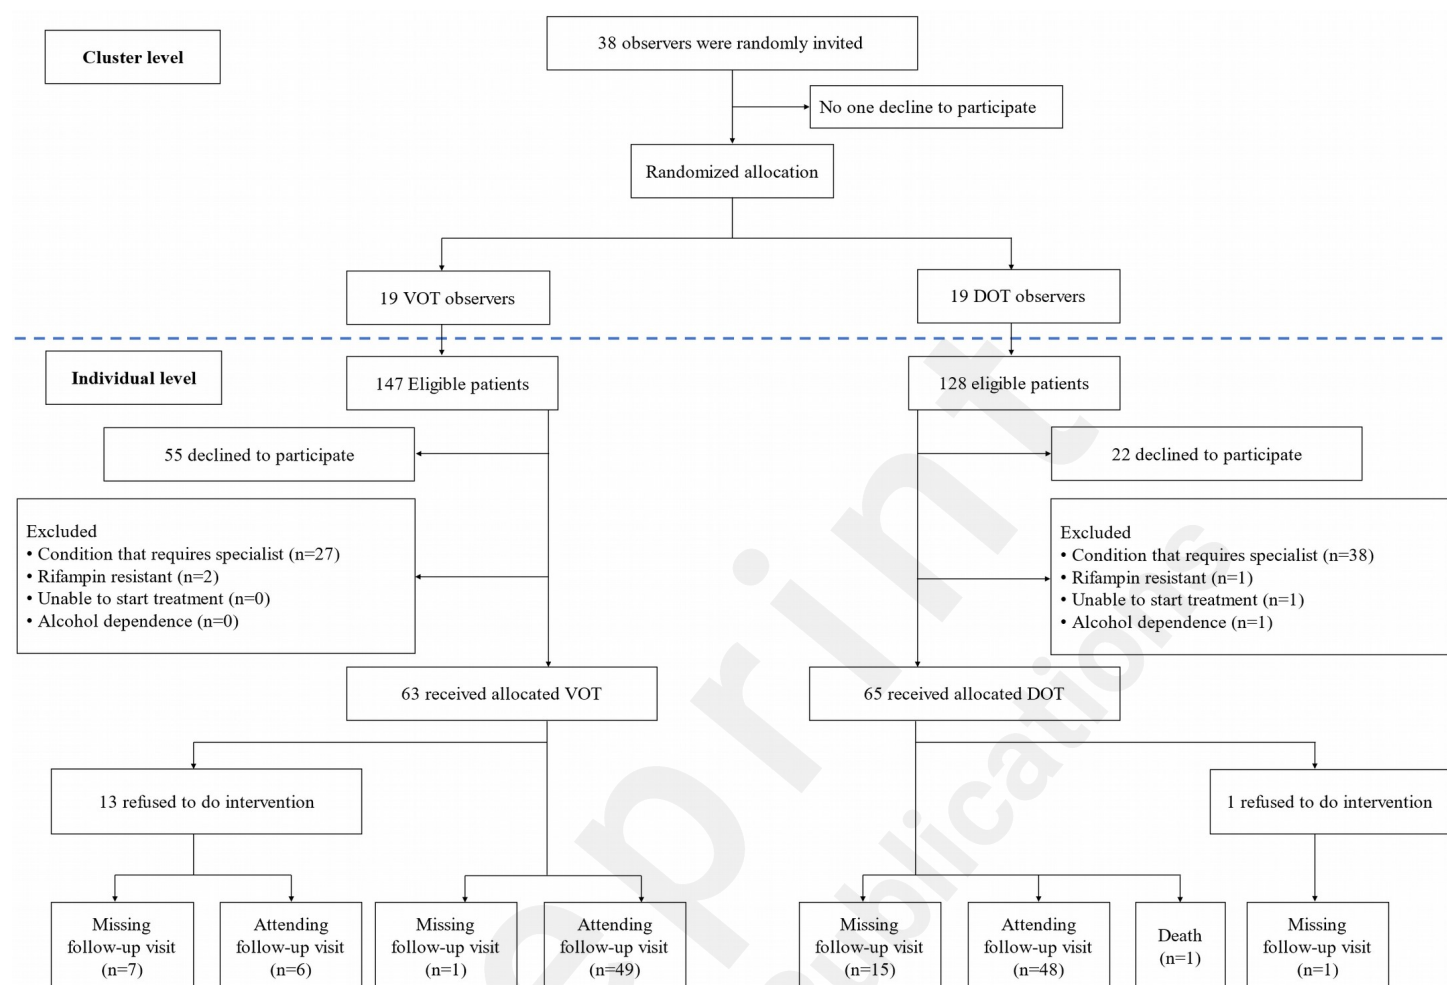 Cluster level
38 observers were randomly invited
No one decline to participate
Randomized allocation
19 VOT observers
19 DOT observers
Individual level
147 Eligible patients
128 eligible patients
55 declined to participate
22 declined to participate
Excluded
• Condition that requires specialist (n=27)
• Rifampin resistant (n=2)
• Unable to start treatment (n=0)
• Alcohol dependence (n=0)
Excluded
• Condition that requires specialist (n=38)
• Rifampin resistant (n=1)
• Unable to start treatment (n=1)
• Alcohol dependence (n=1)
63 received allocated VOT
65 received allocated DOT
13 refused to do intervention
1 refused to do intervention
Missing
follow-up visit
(n=7)
Attending
follow-up visit
(n=6)
Missing
follow-up visit
(n=1)
Attending
follow-up visit
(n=49)
Missing
follow-up visit
(n=15)
Attending
follow-up visit
(n=48)
Death
(n=1)
Missing
follow-up visit
(n=1)
eprint
ublications